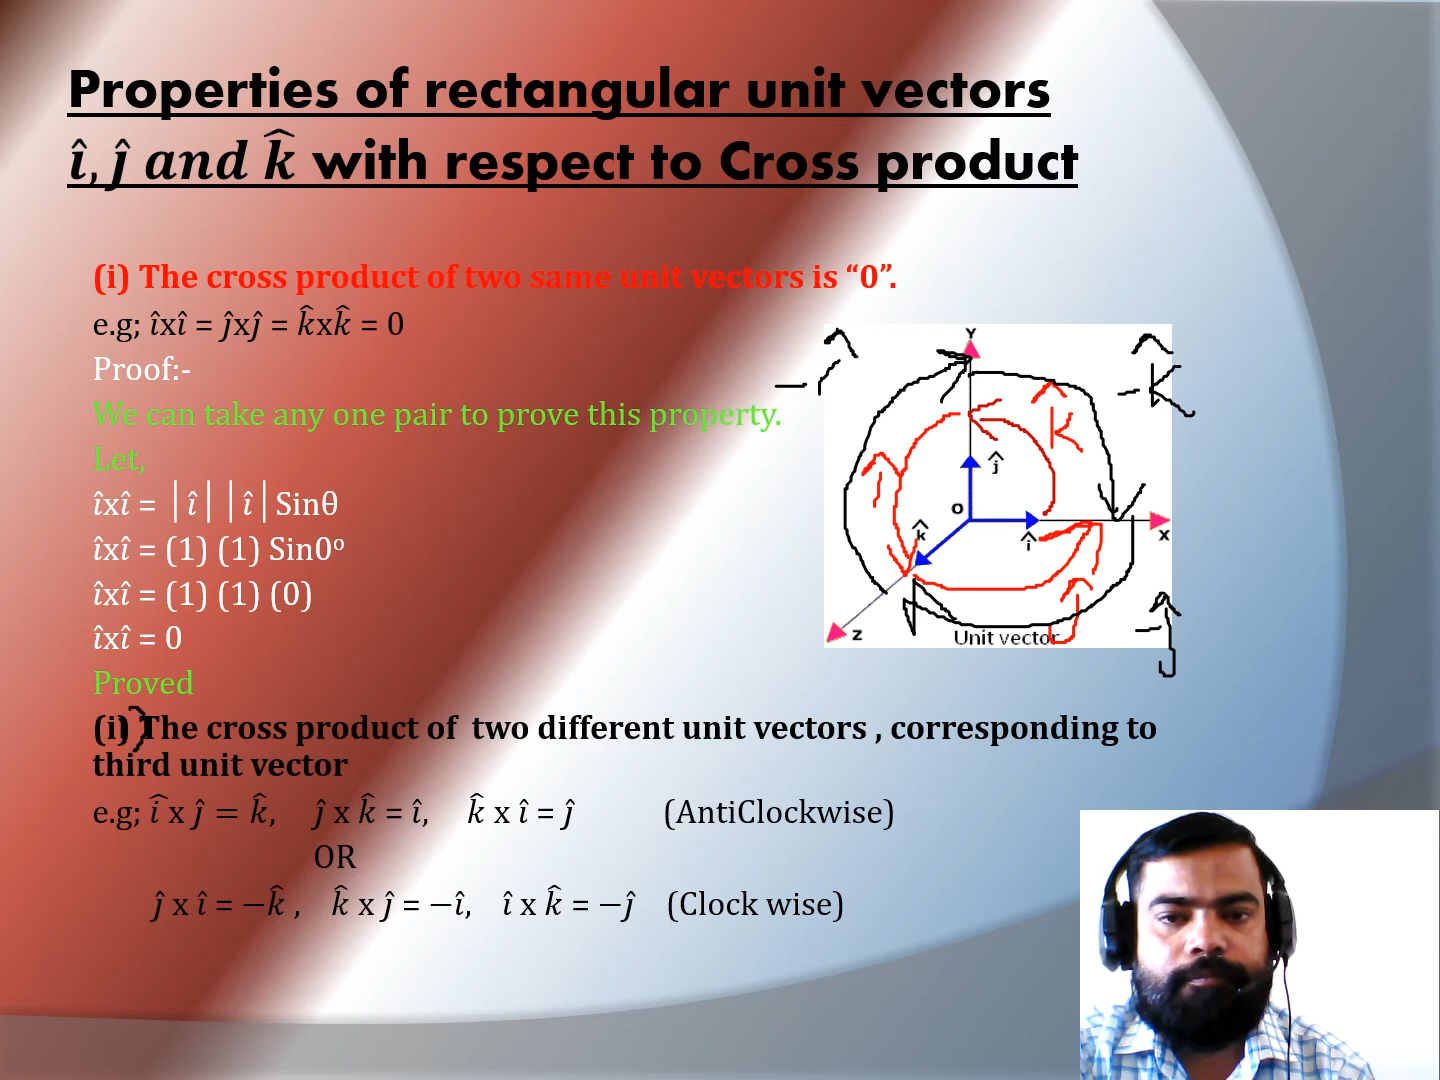 Properties of rectangular unit vectors
î, ĵ and k̂ with respect to Cross product
(i) The cross product of two same unit vectors is “0”.
e.g; îxî = ĵxĵ = k̂xk̂ = 0
Proof:-
We can take any one pair to prove this property.
Let,
îxî = |î| |î|Sinθ
îxî = (1) (1) Sin0⁰
îxî = (1) (1) (0)
îxî = 0
Proved
(i) The cross product of two different unit vectors , corresponding to
third unit vector
e.g; î x ĵ = k̂, ĵ x k̂ = î, k̂ x î = ĵ (AntiClockwise)
OR
ĵ x î = −k̂ , k̂ x ĵ = −î, î x k̂ = −ĵ (Clock wise)
Y
-î
-k̂
k̂
î
ĵ
O
k̂
î
X
ĵ
-ĵ
Z
Unit vector